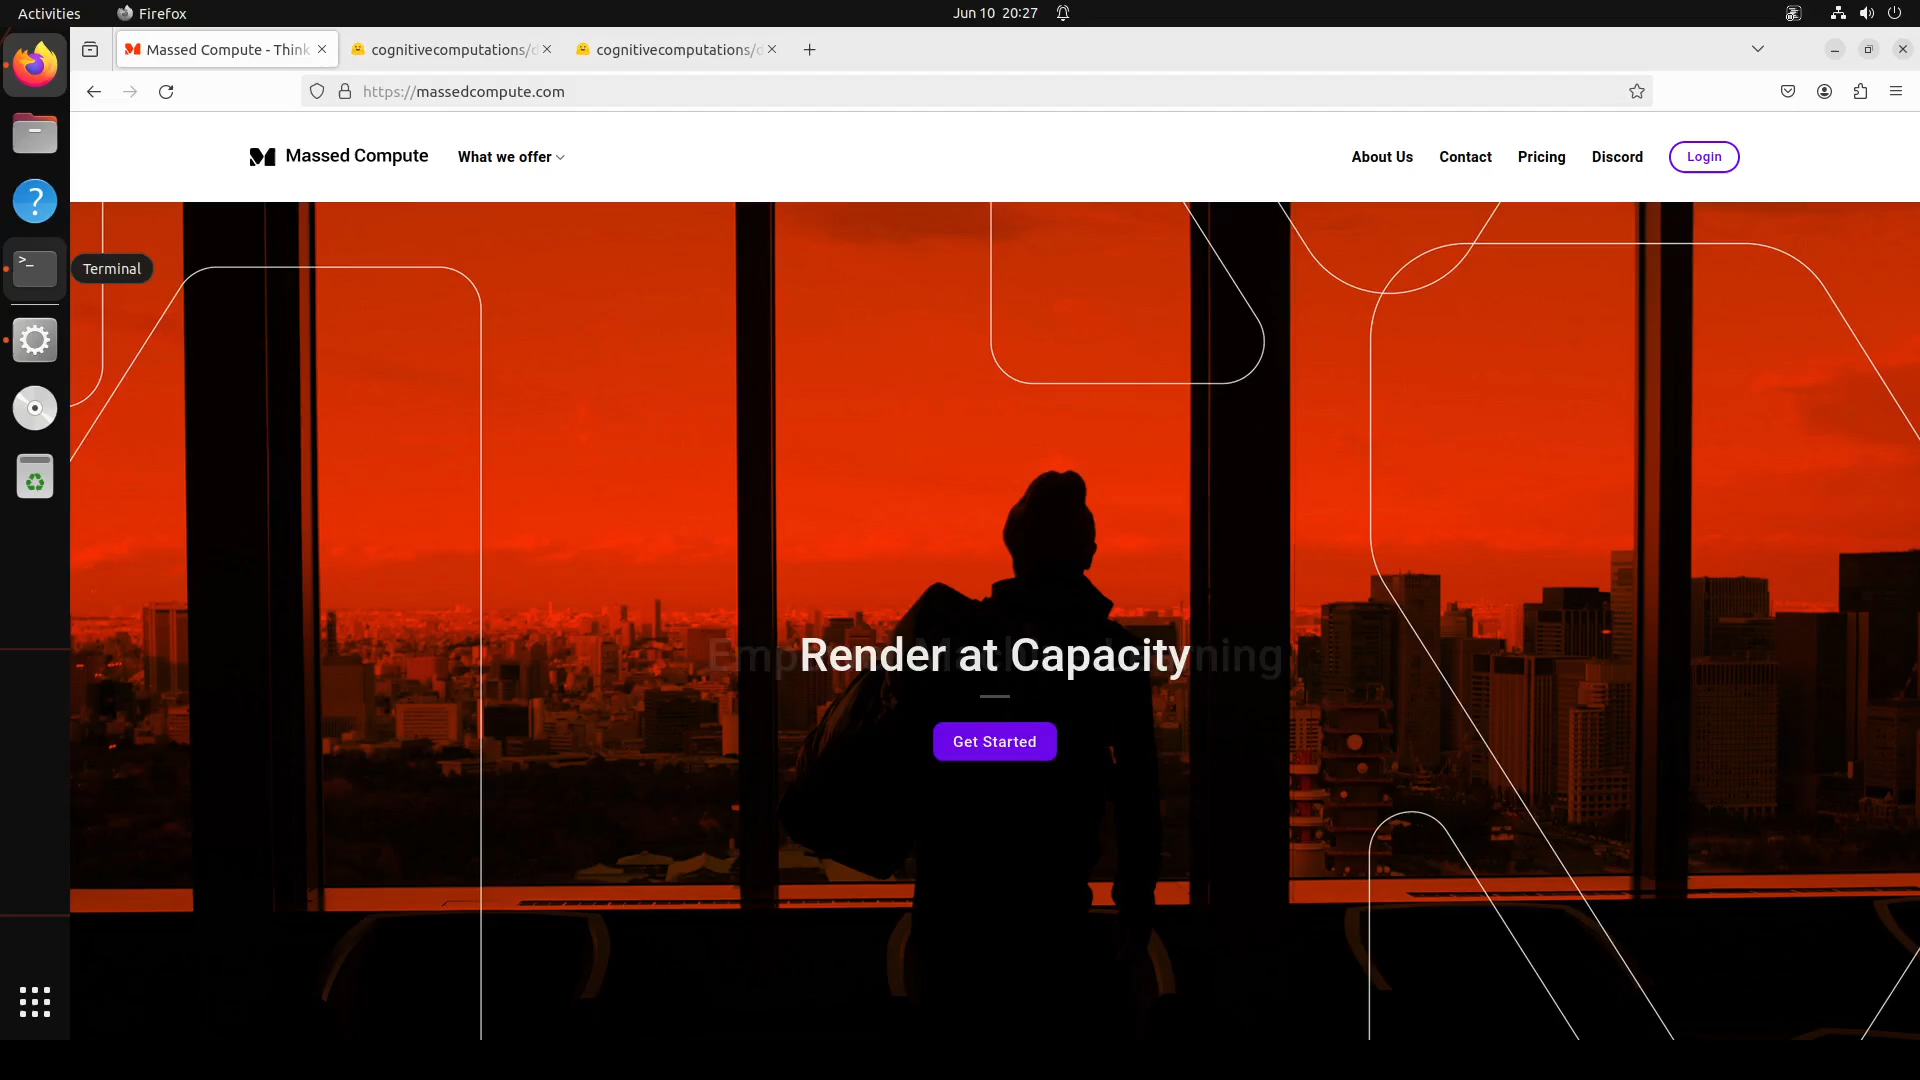 Activities
Firefox
Jun 10 20:27
Massed Compute - Think
cognitivecomputations/d
cognitivecomputations/d
https://massedcompute.com
Massed Compute
What we offer
About Us
Contact
Pricing
Discord
Login
Terminal
Render at Capacity
Get Started